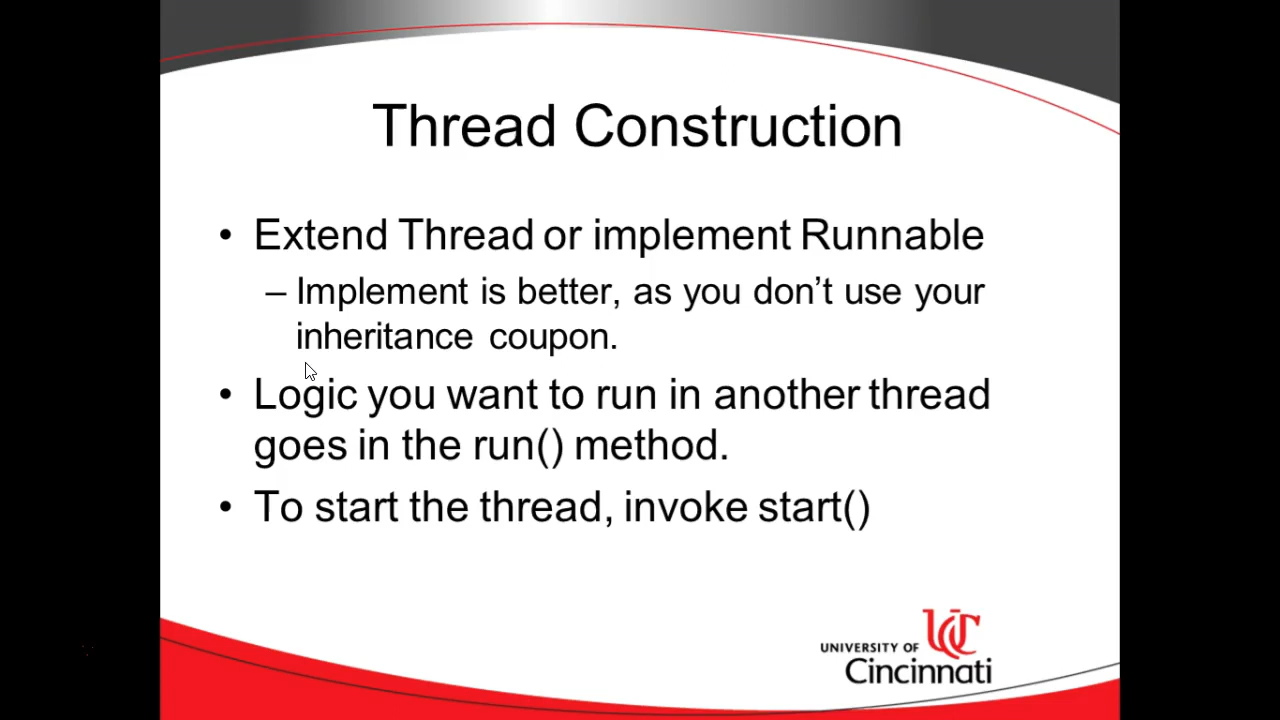 Thread Construction
• Extend Thread or implement Runnable
– Implement is better, as you don’t use your
inheritance coupon.
• Logic you want to run in another thread
goes in the run() method.
• To start the thread, invoke start()
UC
UNIVERSITY OF
Cincinnati